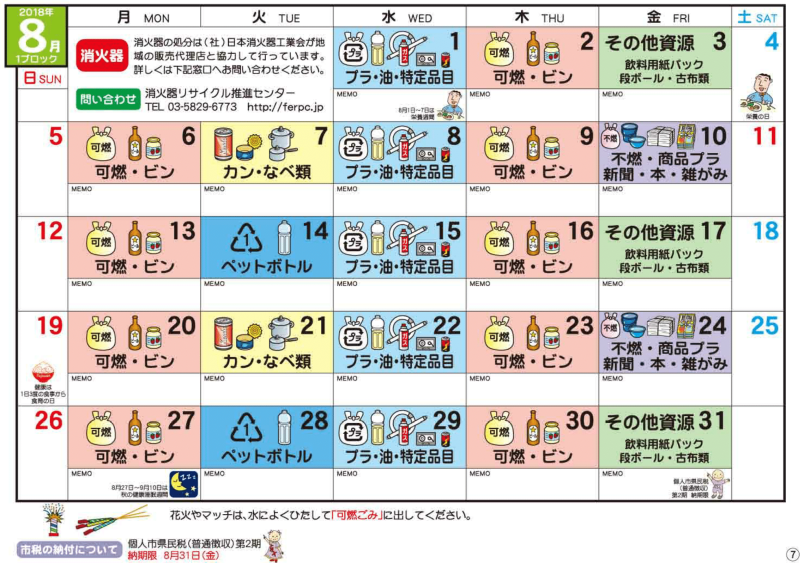 2018年
8月
1ブロック
月 MON
火 TUE
水 WED
木 THU
金 FRI
土 SAT
日 SUN
消火器
消火器の処分は(社)日本消火器工業会が地
域の販売代理店と協力して行っています。
詳しくは下記窓口へお問い合わせください。
問い合わせ
消火器リサイクル推進センター
TEL 03-5829-6773 http://ferpc.jp
1
プラ
プラ・油・特定品目
MEMO
8月1日~7日は
栄養週間
2
可燃
可燃・ビン
MEMO
その他資源 3
飲料用紙パック
段ボール・古布類
MEMO
4
栄養の日
5
可燃
6
可燃・ビン
MEMO
7
カン・なべ類
MEMO
プラ
8
プラ・油・特定品目
MEMO
可燃
9
可燃・ビン
MEMO
不燃
10
不燃・商品プラ
新聞・本・雑がみ
MEMO
11
12
可燃
13
可燃・ビン
MEMO
1
14
ペットボトル
MEMO
プラ
15
プラ・油・特定品目
MEMO
可燃
16
可燃・ビン
MEMO
その他資源 17
飲料用紙パック
段ボール・古布類
MEMO
18
19
健康は
1日3度の食事から
食育の日
可燃
20
可燃・ビン
MEMO
21
カン・なべ類
MEMO
プラ
22
プラ・油・特定品目
MEMO
可燃
23
可燃・ビン
MEMO
不燃
24
不燃・商品プラ
新聞・本・雑がみ
MEMO
25
26
可燃
27
可燃・ビン
MEMO
8月27日~9月10日は
秋の健康睡眠週間
1
28
ペットボトル
MEMO
プラ
29
プラ・油・特定品目
MEMO
可燃
30
可燃・ビン
MEMO
その他資源 31
飲料用紙パック
段ボール・古布類
MEMO
個人市県民税
(普通徴収)
第2期 納期限
花火やマッチは、水によくひたして「可燃ごみ」に出してください。
市税の納付について
個人市県民税(普通徴収)第2期
納期限 8月31日(金)
⑦